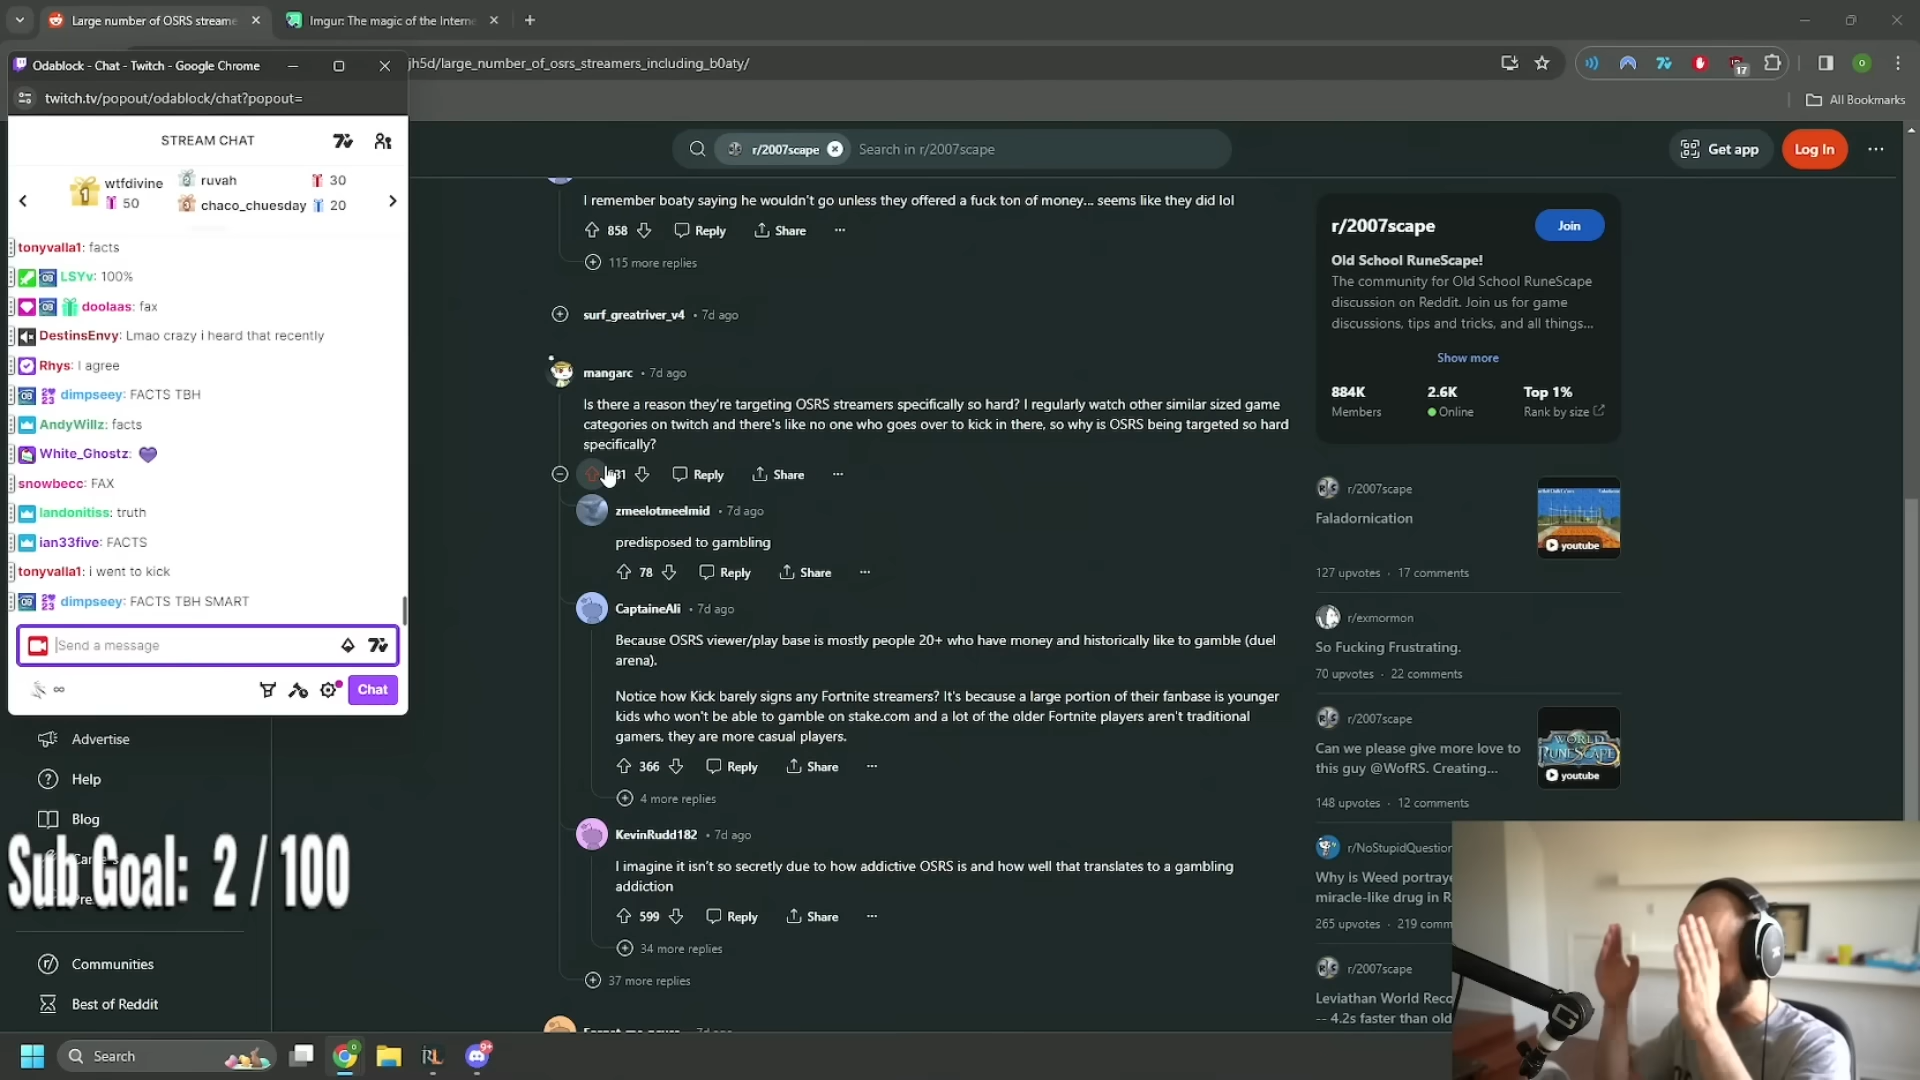 Large number of OSRS streame
Imgur: The magic of the Interne
Odablock - Chat - Twitch - Google Chrome
jh5d/large_number_of_osrs_streamers_including_b0aty/
17
twitch.tv/popout/odablock/chat?popout=
All Bookmarks
STREAM CHAT
r/2007scape
Search in r/2007scape
Get app
Log In
1
wtfdivine
50
2
ruvah
30
3
chaco_chuesday
20
tonyvalla1: facts
LSYv: 100%
doolaas: fax
DestinsEnvy: Lmao crazy i heard that recently
Rhys: I agree
dimpseey: FACTS TBH
AndyWillz: facts
White_Ghostz:
snowbecc: FAX
landonitiss: truth
ian33five: FACTS
tonyvalla1: i went to kick
dimpseey: FACTS TBH SMART
Send a message
Chat
Advertise
Help
Blog
Communities
Best of Reddit
Sub Goal: 2 / 100
I remember boaty saying he wouldn't go unless they offered a fuck ton of money... seems like they did lol
858
Reply
Share
115 more replies
surf_greatriver_v4 • 7d ago
mangarc • 7d ago
Is there a reason they're targeting OSRS streamers specifically so hard? I regularly watch other similar sized game
categories on twitch and there's like no one who goes over to kick in there, so why is OSRS being targeted so hard
specifically?
Reply
Share
zmeelotmeelmid • 7d ago
predisposed to gambling
78
Reply
Share
CaptaineAli • 7d ago
Because OSRS viewer/play base is mostly people 20+ who have money and historically like to gamble (duel
arena).
Notice how Kick barely signs any Fortnite streamers? It's because a large portion of their fanbase is younger
kids who won't be able to gamble on stake.com and a lot of the older Fortnite players aren't traditional
gamers, they are more casual players.
366
Reply
Share
4 more replies
KevinRudd182 • 7d ago
I imagine it isn't so secretly due to how addictive OSRS is and how well that translates to a gambling
addiction
599
Reply
Share
34 more replies
37 more replies
r/2007scape
Join
Old School RuneScape!
The community for Old School RuneScape
discussion on Reddit. Join us for game
discussions, tips and tricks, and all things...
Show more
884K
Members
2.6K
Online
Top 1%
Rank by size
r/2007scape
Faladornication
youtube
127 upvotes · 17 comments
r/exmormon
So Fucking Frustrating.
70 upvotes · 22 comments
r/2007scape
Can we please give more love to
this guy @WofRS. Creating...
WORLD
RUNESCAPE
youtube
148 upvotes · 12 comments
r/NoStupidQuestion
Why is Weed portraye
miracle-like drug in R
265 upvotes · 219 comm
r/2007scape
Leviathan World Reco
-- 4.2s faster than old
Search
9+